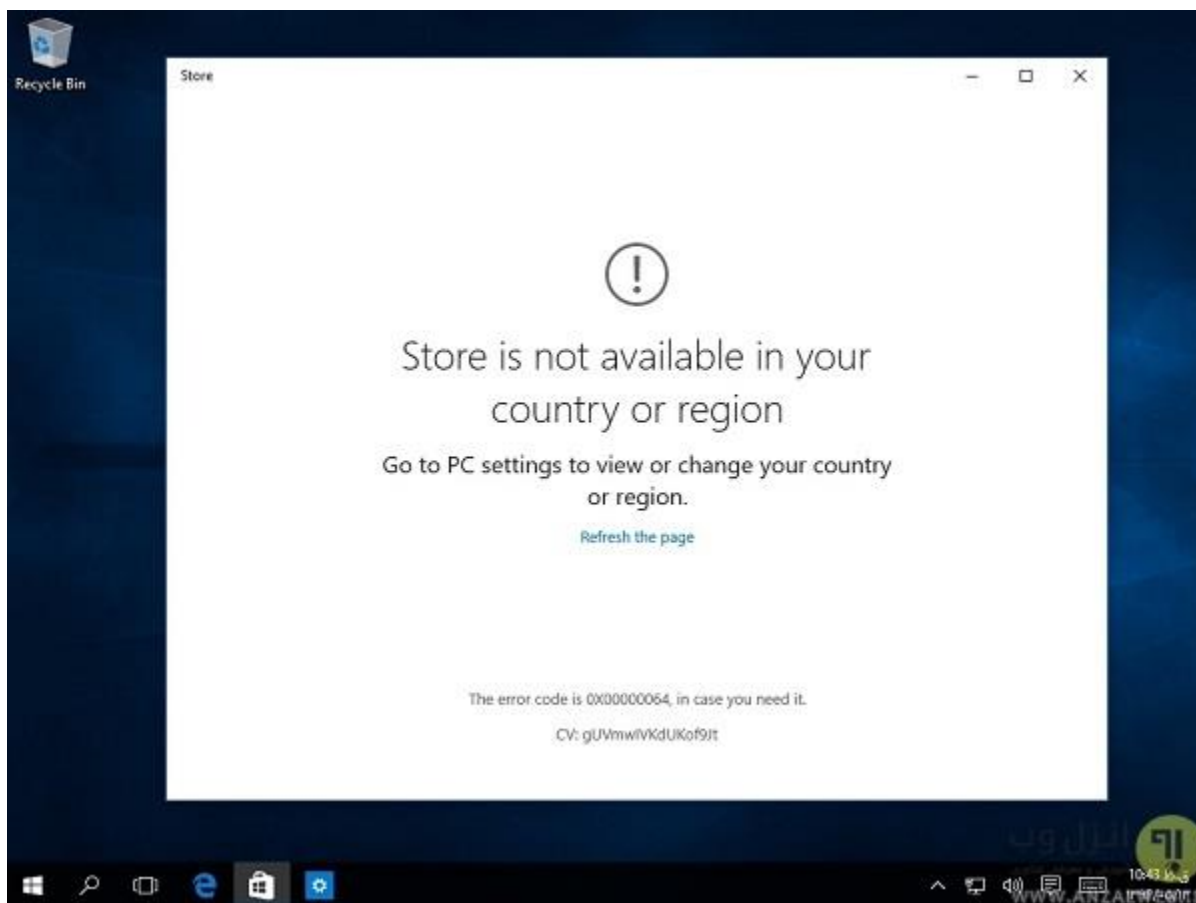 Recycle Bin
Store
Store is not available in your
country or region
Go to PC settings to view or change your country
or region.
Refresh the page
The error code is 0X00000064, in case you need it.
انزل وب
10:43